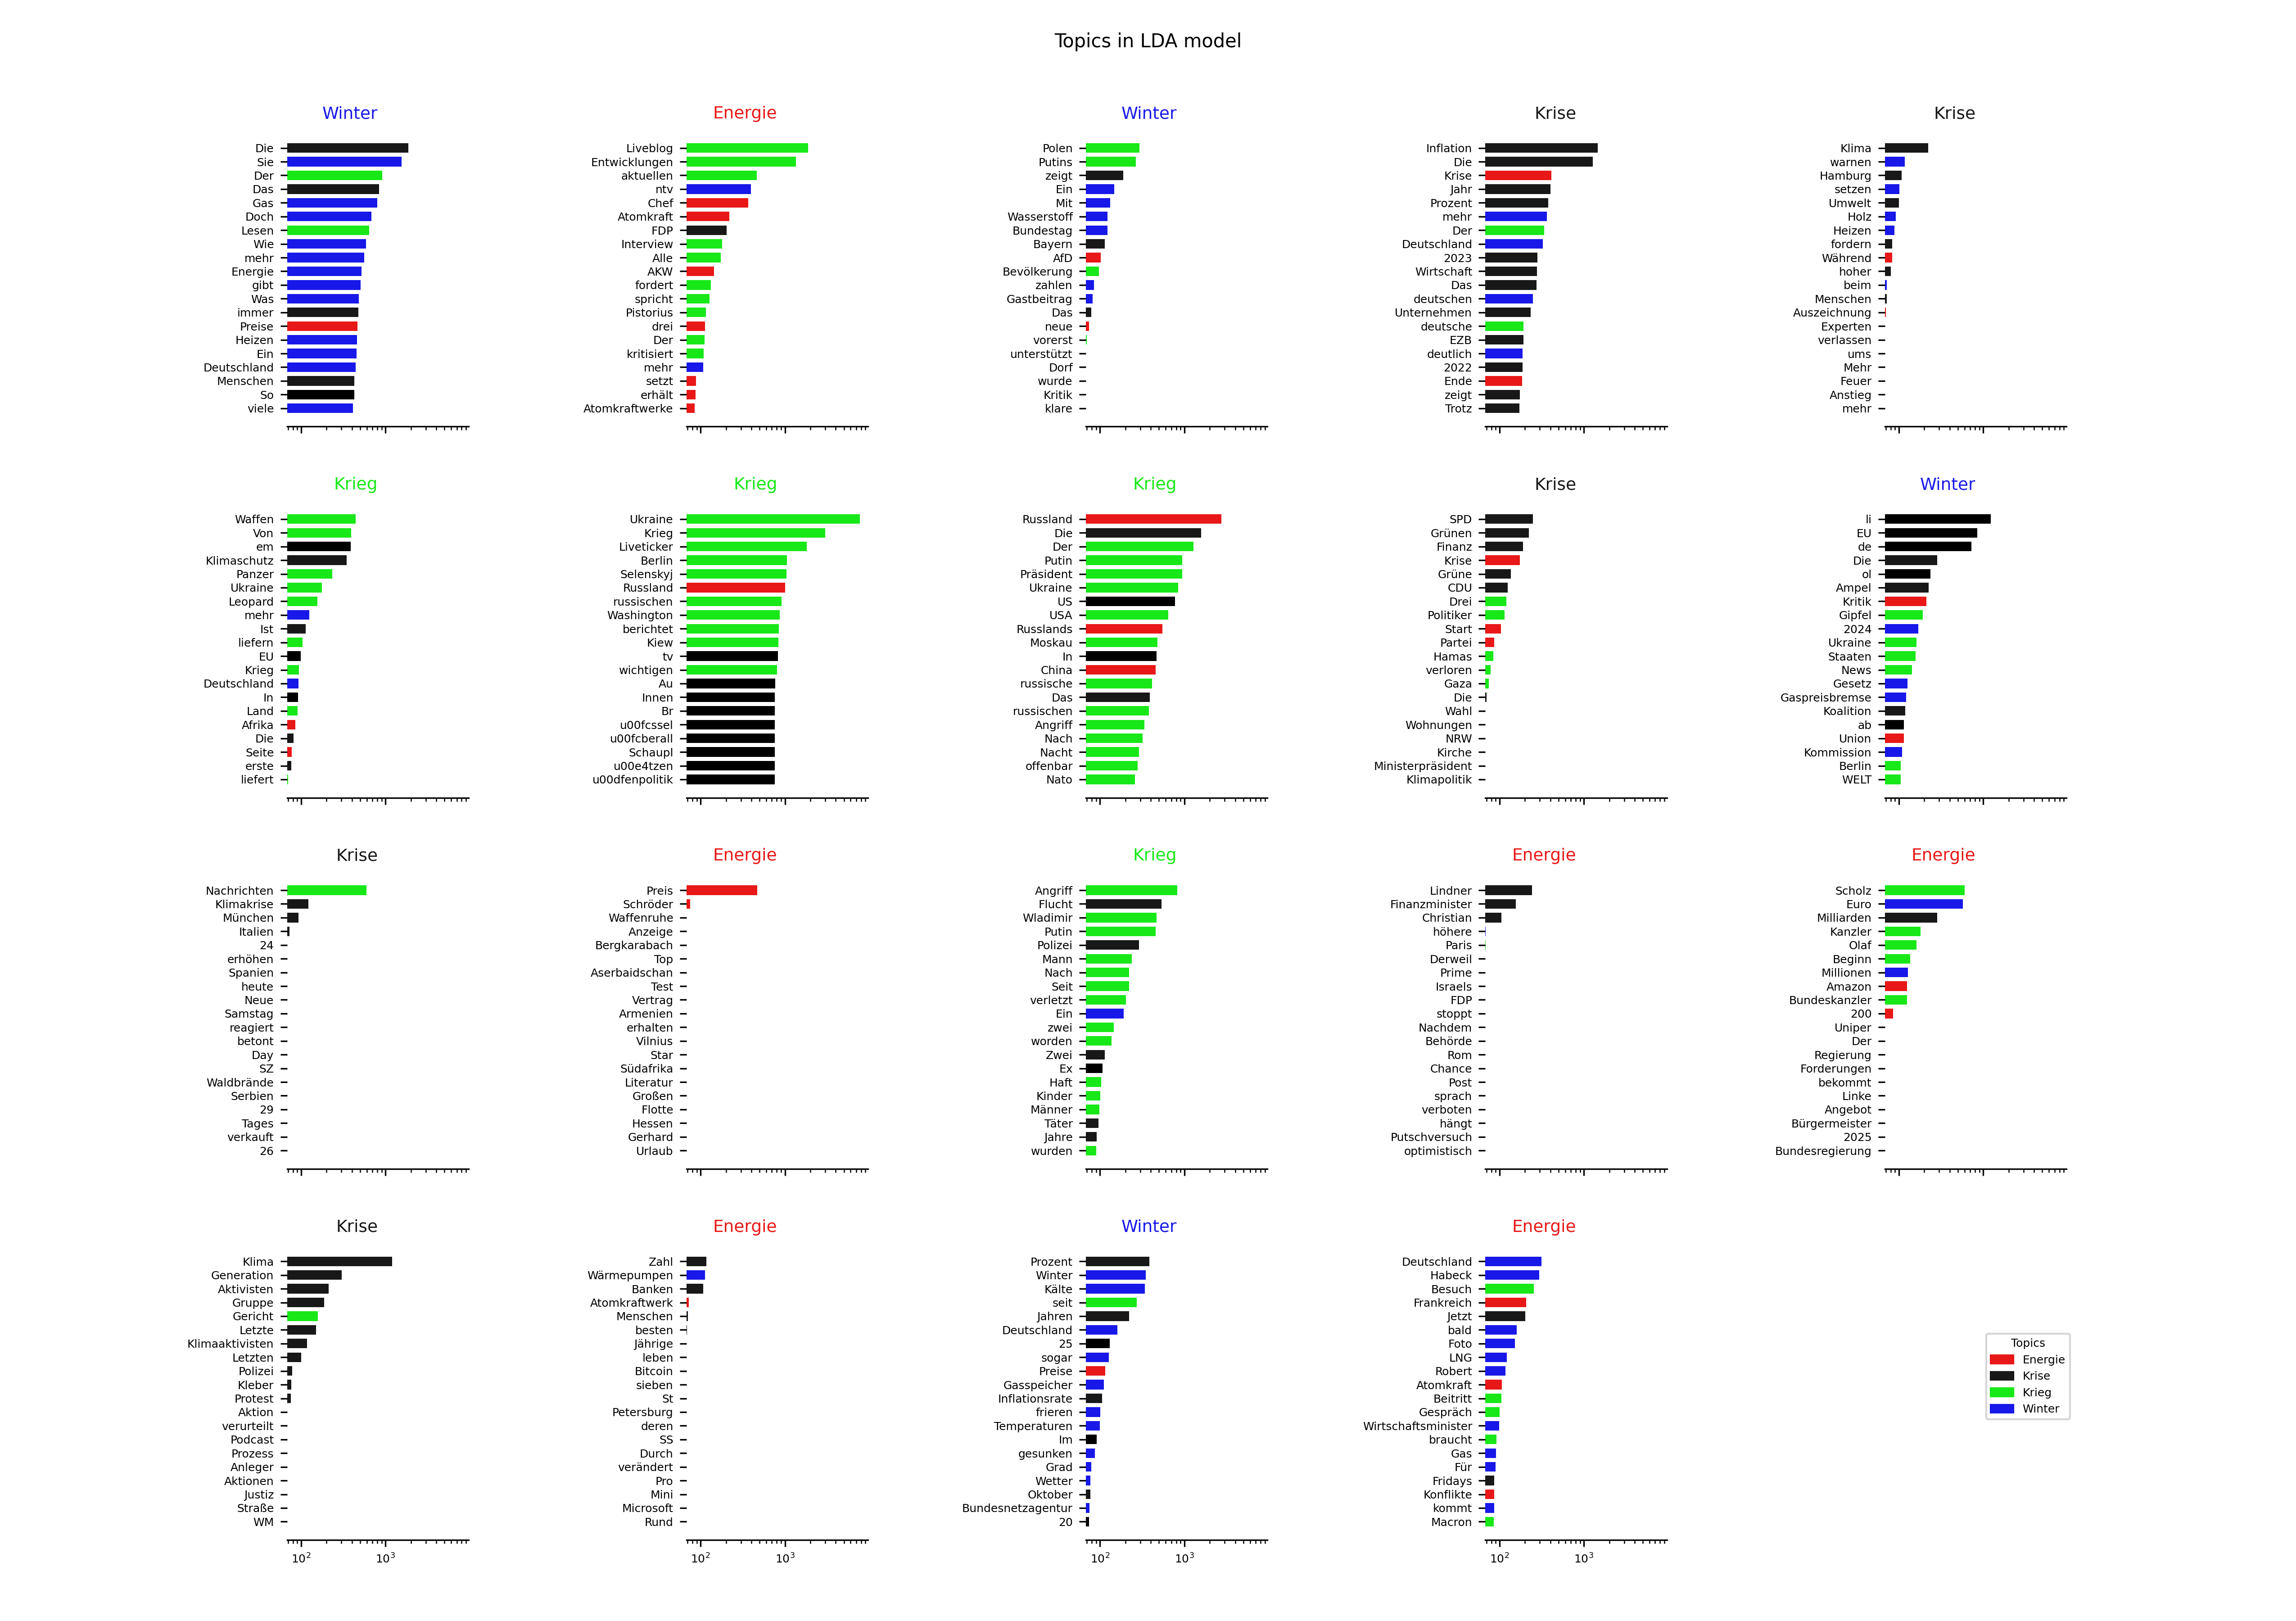 Topics in LDA model
Winter
Die
Sie
Der
Das
Gas
Doch
Lesen
Wie
mehr
Energie
gibt
Was
immer
Preise
Heizen
Ein
Deutschland
Menschen
So
viele
Energie
Liveblog
Entwicklungen
aktuellen
ntv
Chef
Atomkraft
FDP
Interview
Alle
AKW
fordert
spricht
Pistorius
drei
Der
kritisiert
mehr
setzt
erhält
Atomkraftwerke
Winter
Polen
Putins
zeigt
Ein
Mit
Wasserstoff
Bundestag
Bayern
AfD
Bevölkerung
zahlen
Gastbeitrag
Das
neue
vorerst
unterstützt
Dorf
wurde
Kritik
klare
Krise
Inflation
Die
Krise
Jahr
Prozent
mehr
Der
Deutschland
2023
Wirtschaft
Das
deutschen
Unternehmen
deutsche
EZB
deutlich
2022
Ende
zeigt
Trotz
Krise
Klima
warnen
Hamburg
setzen
Umwelt
Holz
Heizen
fordern
Während
hoher
beim
Menschen
Auszeichnung
Experten
verlassen
ums
Mehr
Feuer
Anstieg
mehr
Krieg
Waffen
Von
em
Klimaschutz
Panzer
Ukraine
Leopard
mehr
Ist
liefern
EU
Krieg
Deutschland
In
Land
Afrika
Die
Seite
erste
liefert
Krieg
Ukraine
Krieg
Liveticker
Berlin
Selenskyj
Russland
russischen
Washington
berichtet
Kiew
tv
wichtigen
Au
Innen
Br
u00fcssel
u00fcberall
Schaupl
u00e4tzen
u00dfenpolitik
Krieg
Russland
Die
Der
Putin
Präsident
Ukraine
US
USA
Russlands
Moskau
In
China
russische
Das
russischen
Angriff
Nach
Nacht
offenbar
Nato
Krise
SPD
Grünen
Finanz
Krise
Grüne
CDU
Drei
Politiker
Start
Partei
Hamas
verloren
Gaza
Die
Wahl
Wohnungen
NRW
Kirche
Ministerpräsident
Klimapolitik
Winter
li
EU
de
Die
ol
Ampel
Kritik
Gipfel
2024
Ukraine
Staaten
News
Gesetz
Gaspreisbremse
Koalition
ab
Union
Kommission
Berlin
WELT
Krise
Nachrichten
Klimakrise
München
Italien
24
erhöhen
Spanien
heute
Neue
Samstag
reagiert
betont
Day
SZ
Waldbrände
Serbien
29
Tages
verkauft
26
Energie
Preis
Schröder
Waffenruhe
Anzeige
Bergkarabach
Top
Aserbaidschan
Test
Vertrag
Armenien
erhalten
Vilnius
Star
Südafrika
Literatur
Großen
Flotte
Hessen
Gerhard
Urlaub
Krieg
Angriff
Flucht
Wladimir
Putin
Polizei
Mann
Nach
Seit
verletzt
Ein
zwei
worden
Zwei
Ex
Haft
Kinder
Männer
Täter
Jahre
wurden
Energie
Lindner
Finanzminister
Christian
höhere
Paris
Derweil
Prime
Israels
FDP
stoppt
Nachdem
Behörde
Rom
Chance
Post
sprach
verboten
hängt
Putschversuch
optimistisch
Energie
Scholz
Euro
Milliarden
Kanzler
Olaf
Beginn
Millionen
Amazon
Bundeskanzler
200
Uniper
Der
Regierung
Forderungen
bekommt
Linke
Angebot
Bürgermeister
2025
Bundesregierung
Krise
Klima
Generation
Aktivisten
Gruppe
Gericht
Letzte
Klimaaktivisten
Letzten
Polizei
Kleber
Protest
Aktion
verurteilt
Podcast
Prozess
Anleger
Aktionen
Justiz
Straße
WM
10²
10³
Energie
Zahl
Wärmepumpen
Banken
Atomkraftwerk
Menschen
besten
Jährige
leben
Bitcoin
sieben
St
Petersburg
deren
SS
Durch
verändert
Pro
Mini
Microsoft
Rund
10²
10³
Winter
Prozent
Winter
Kälte
seit
Jahren
Deutschland
25
sogar
Preise
Gasspeicher
Inflationsrate
frieren
Temperaturen
Im
gesunken
Grad
Wetter
Oktober
Bundesnetzagentur
20
10²
10³
Energie
Deutschland
Habeck
Besuch
Frankreich
Jetzt
bald
Foto
LNG
Robert
Atomkraft
Beitritt
Gespräch
Wirtschaftsminister
braucht
Gas
Für
Fridays
Konflikte
kommt
Macron
10²
10³
Topics
Energie
Krise
Krieg
Winter